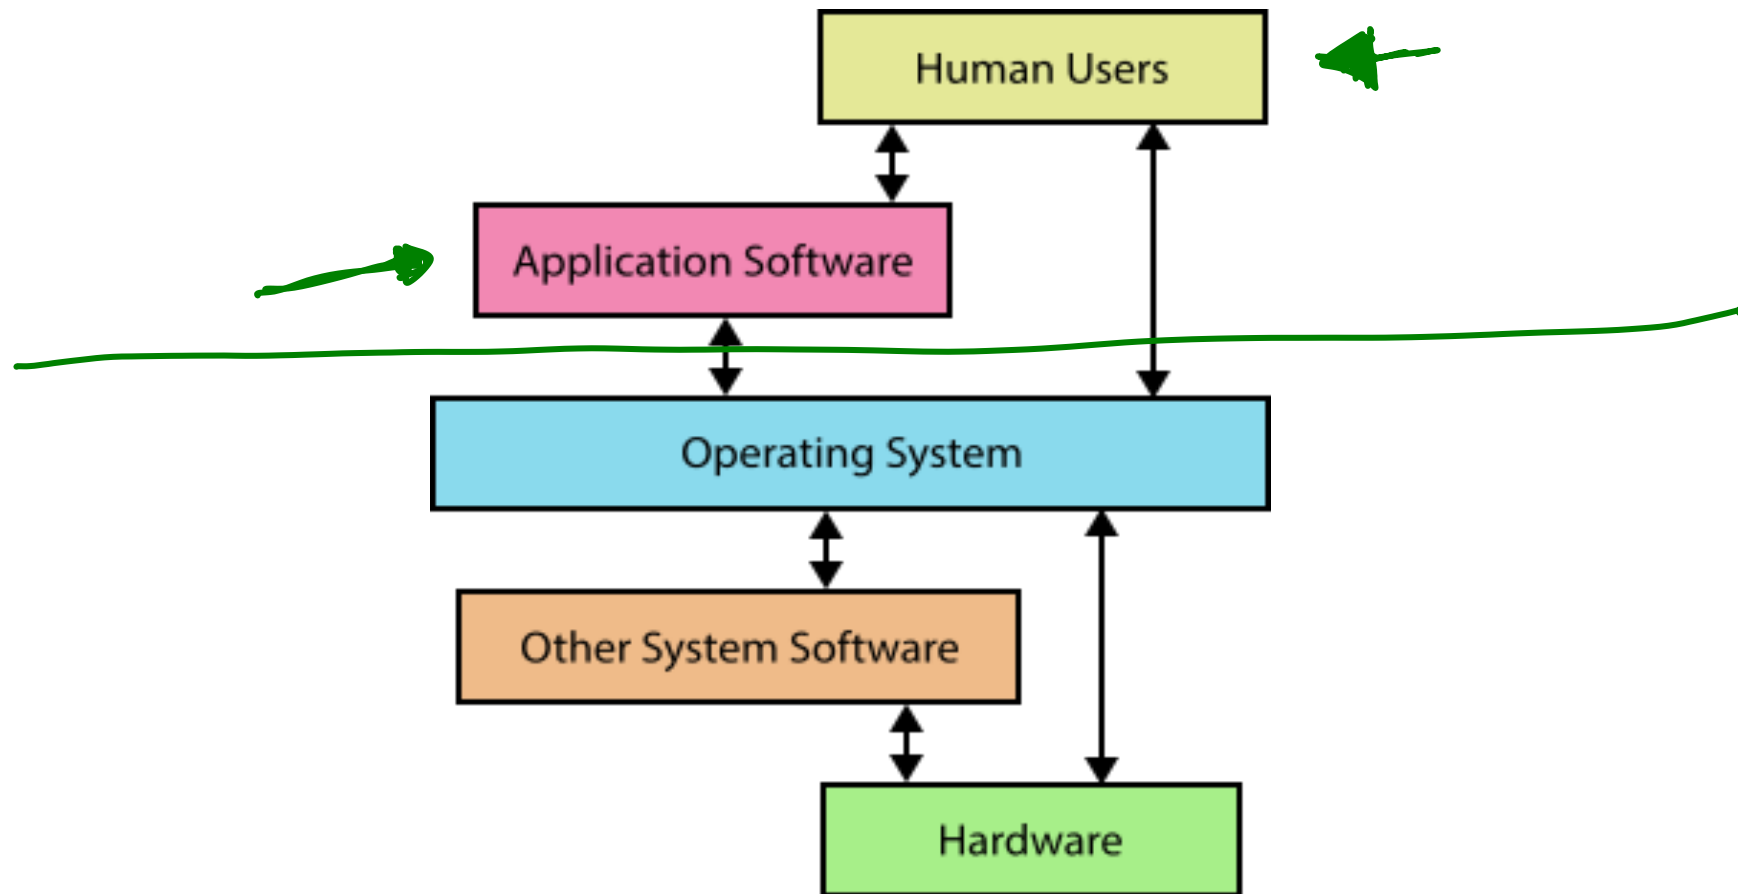 Human Users
Application Software
Operating System
Other System Software
Hardware